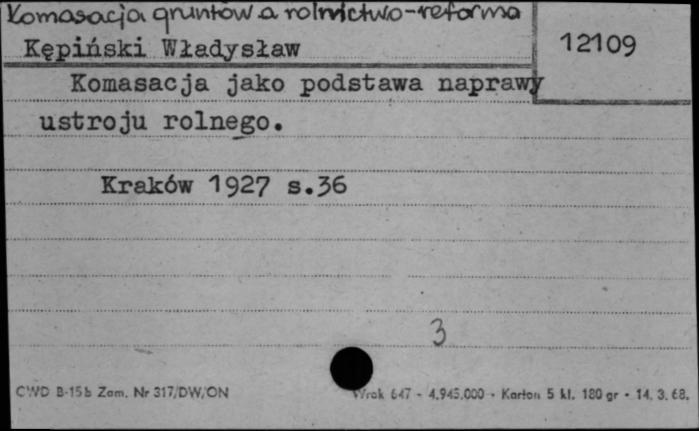 Komasacja gruntów a rolnictwo-reforma
Kępiński Władysław
12109
Komasacja jako podstawa naprawy
ustroju rolnego.
Kraków 1927 s.36
3
CWD B-15b Zam. Nr 317/DW/ON
647 - 4.945.000 - Karton 5 kl. 180 gr - 14. 3. 68.